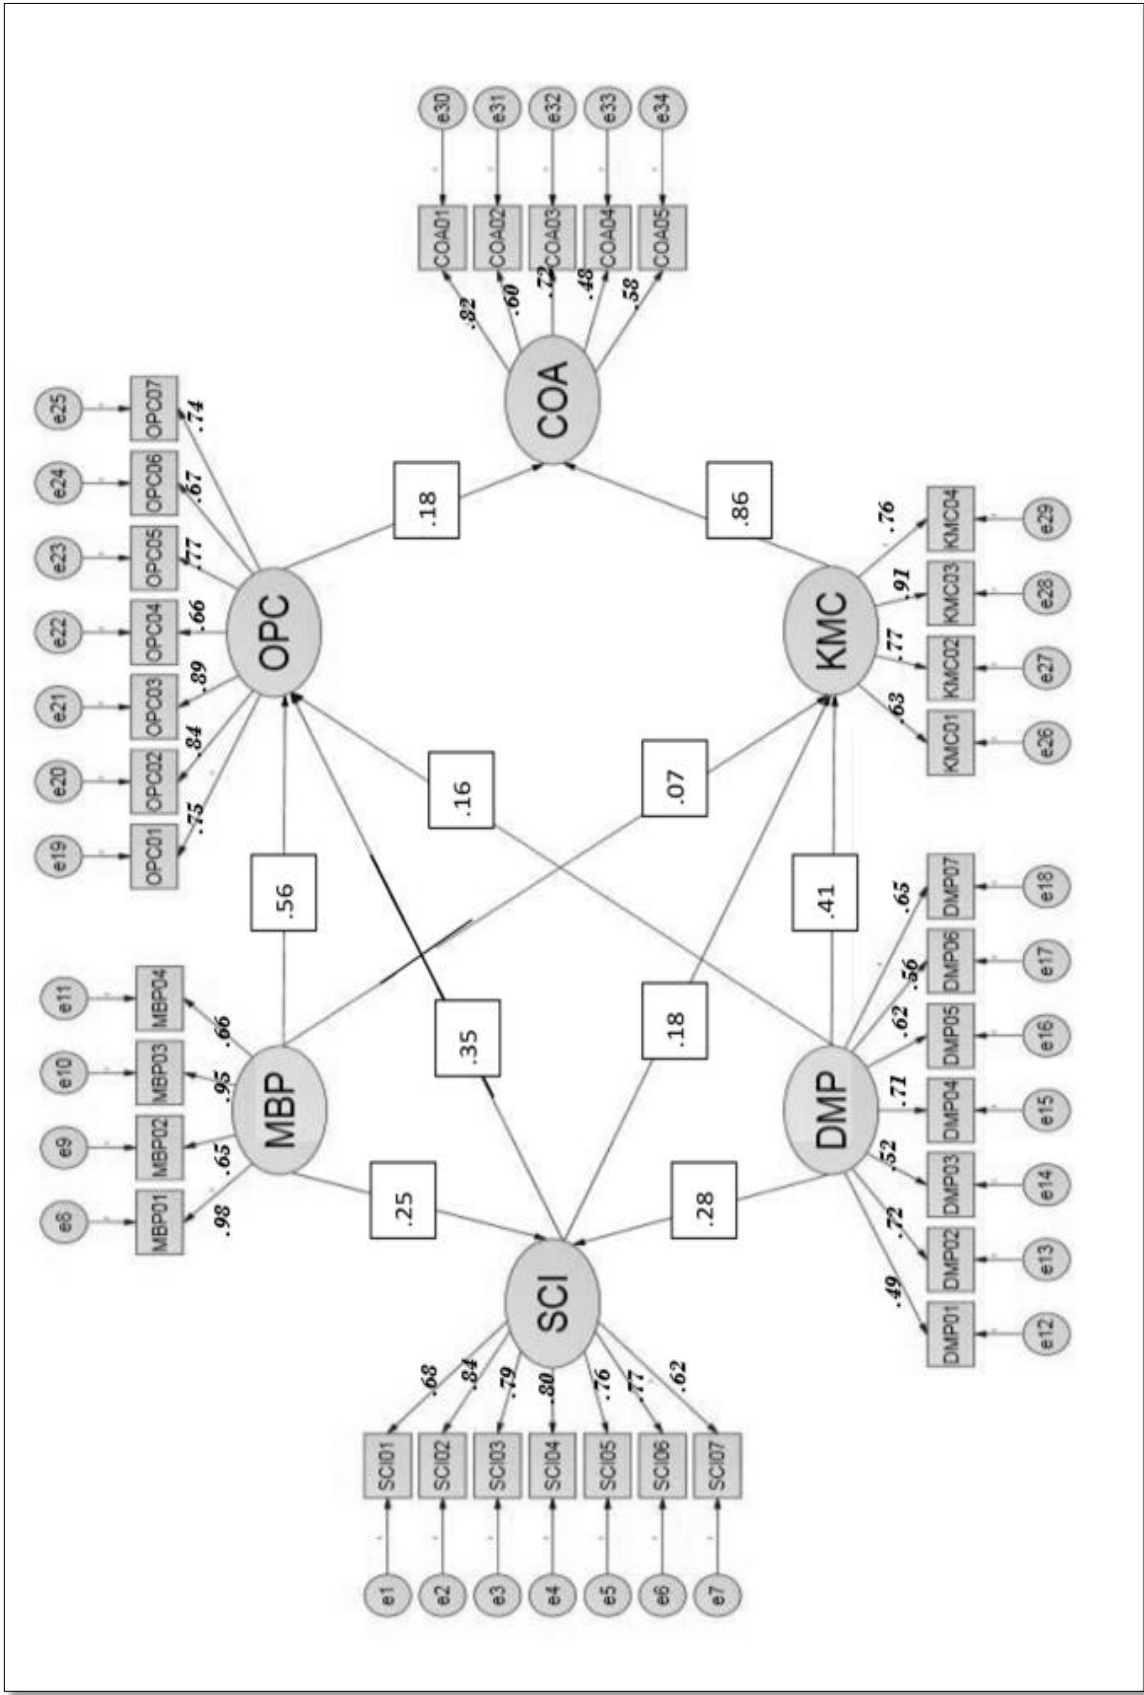 e19
e20
e21
e22
e23
e24
e25
OPC01
OPC02
OPC03
OPC04
OPC05
OPC06
OPC07
.75
.84
.89
.66
.77
.67
.74
OPC
e8
e9
e10
e11
MBP01
MBP02
MBP03
MBP04
.98
.65
.95
.66
MBP
.56
.25
.35
.16
.18
e1
e2
e3
e4
e5
e6
e7
SCI01
SCI02
SCI03
SCI04
SCI05
SCI06
SCI07
.68
.84
.79
.80
.76
.77
.62
SCI
COA
.82
.60
.72
.48
.58
COA01
COA02
COA03
COA04
COA05
e30
e31
e32
e33
e34
.28
.18
.07
.86
.41
DMP
.49
.72
.52
.71
.62
.56
.65
DMP01
DMP02
DMP03
DMP04
DMP05
DMP06
DMP07
e12
e13
e14
e15
e16
e17
e18
KMC
.63
.77
.91
.76
KMC01
KMC02
KMC03
KMC04
e26
e27
e28
e29